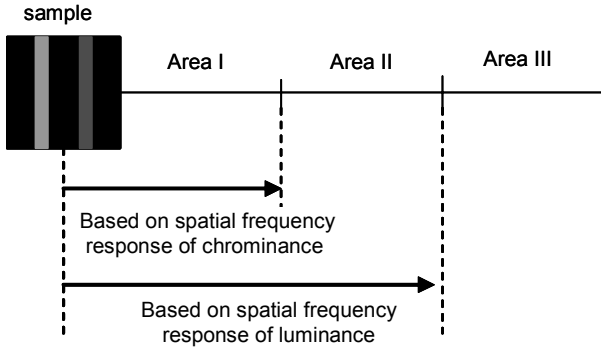 sample
Area I
Area II
Area III
Based on spatial frequency
response of chrominance
Based on spatial frequency
response of luminance